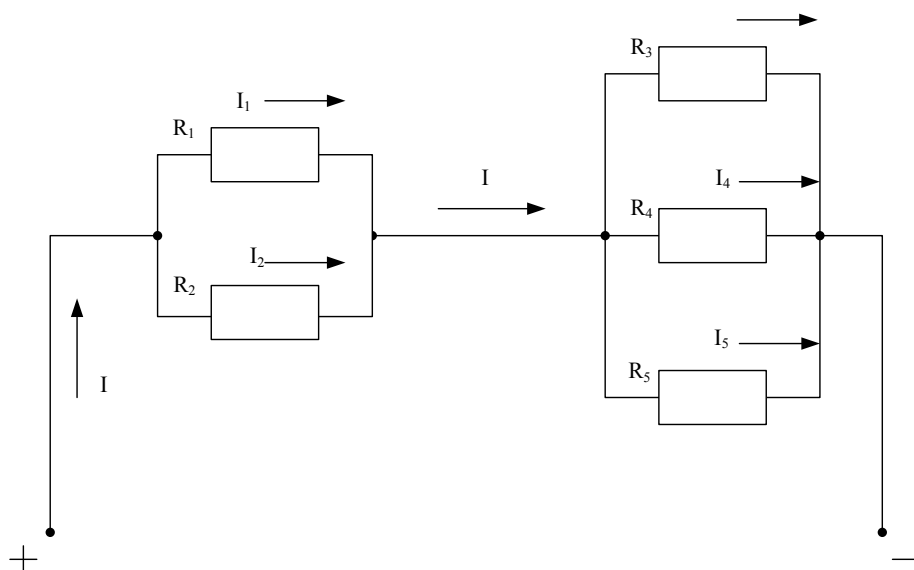 R₃
I₁
R₁
I
I₄
R₄
I₂
R₂
I₅
R₅
I
+
−